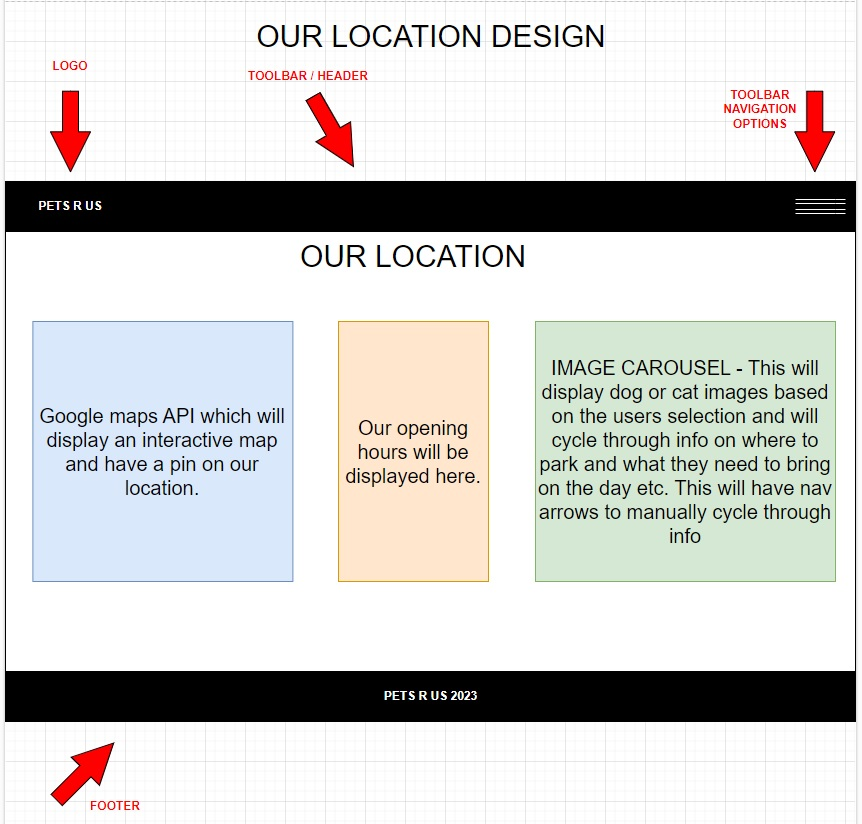 OUR LOCATION DESIGN
LOGO
TOOLBAR / HEADER
TOOLBAR
NAVIGATION
OPTIONS
PETS R US
OUR LOCATION
Google maps API which will
display an interactive map
and have a pin on our
location.
Our opening
hours will be
displayed here.
IMAGE CAROUSEL - This will
display dog or cat images based
on the users selection and will
cycle through info on where to
park and what they need to bring
on the day etc. This will have nav
arrows to manually cycle through
info
PETS R US 2023
FOOTER